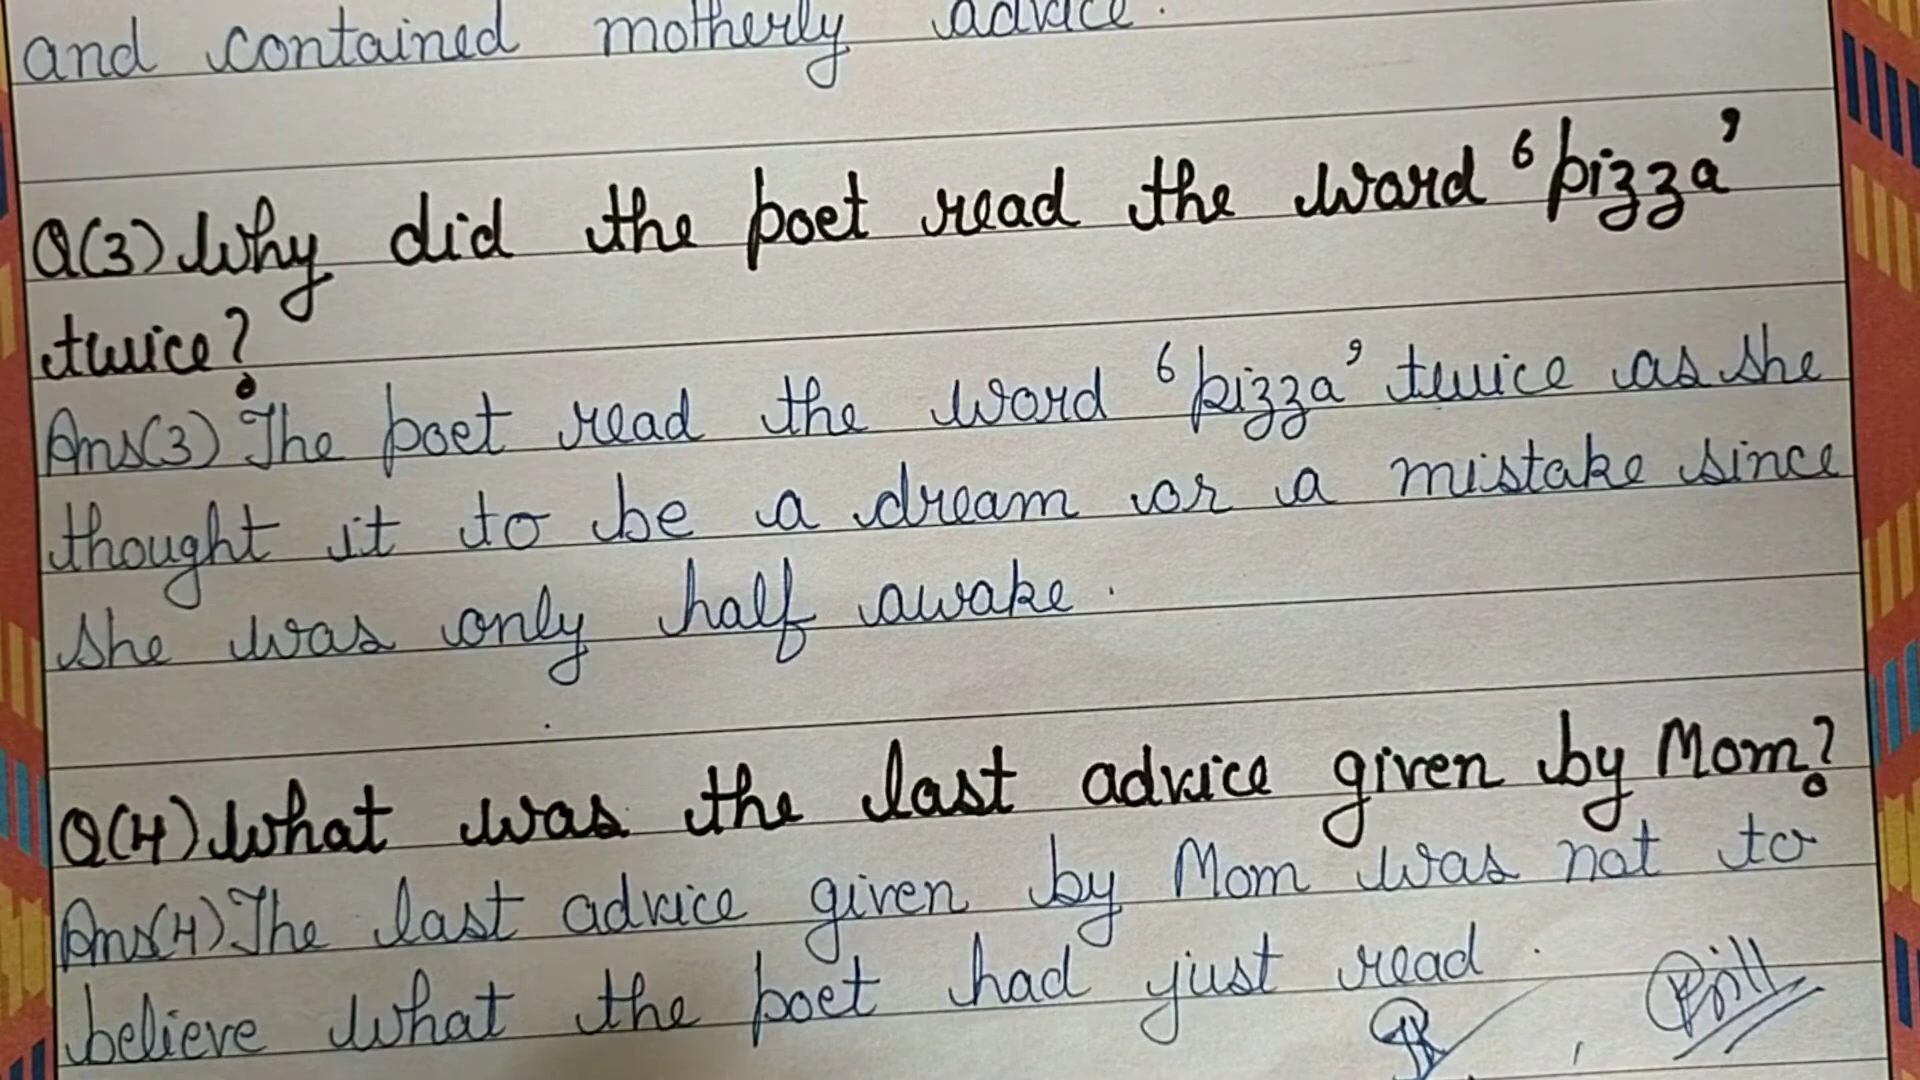 and contained motherly advice.
Q(3) Why did the poet read the word 'pizza'
twice?
Ans(3) The poet read the word 'pizza' twice as she
thought it to be a dream or a mistake since
she was only half awake.
Q(4) What was the last advice given by Mom?
Ans(4) The last advice given by Mom was not to
believe what the poet had just read.